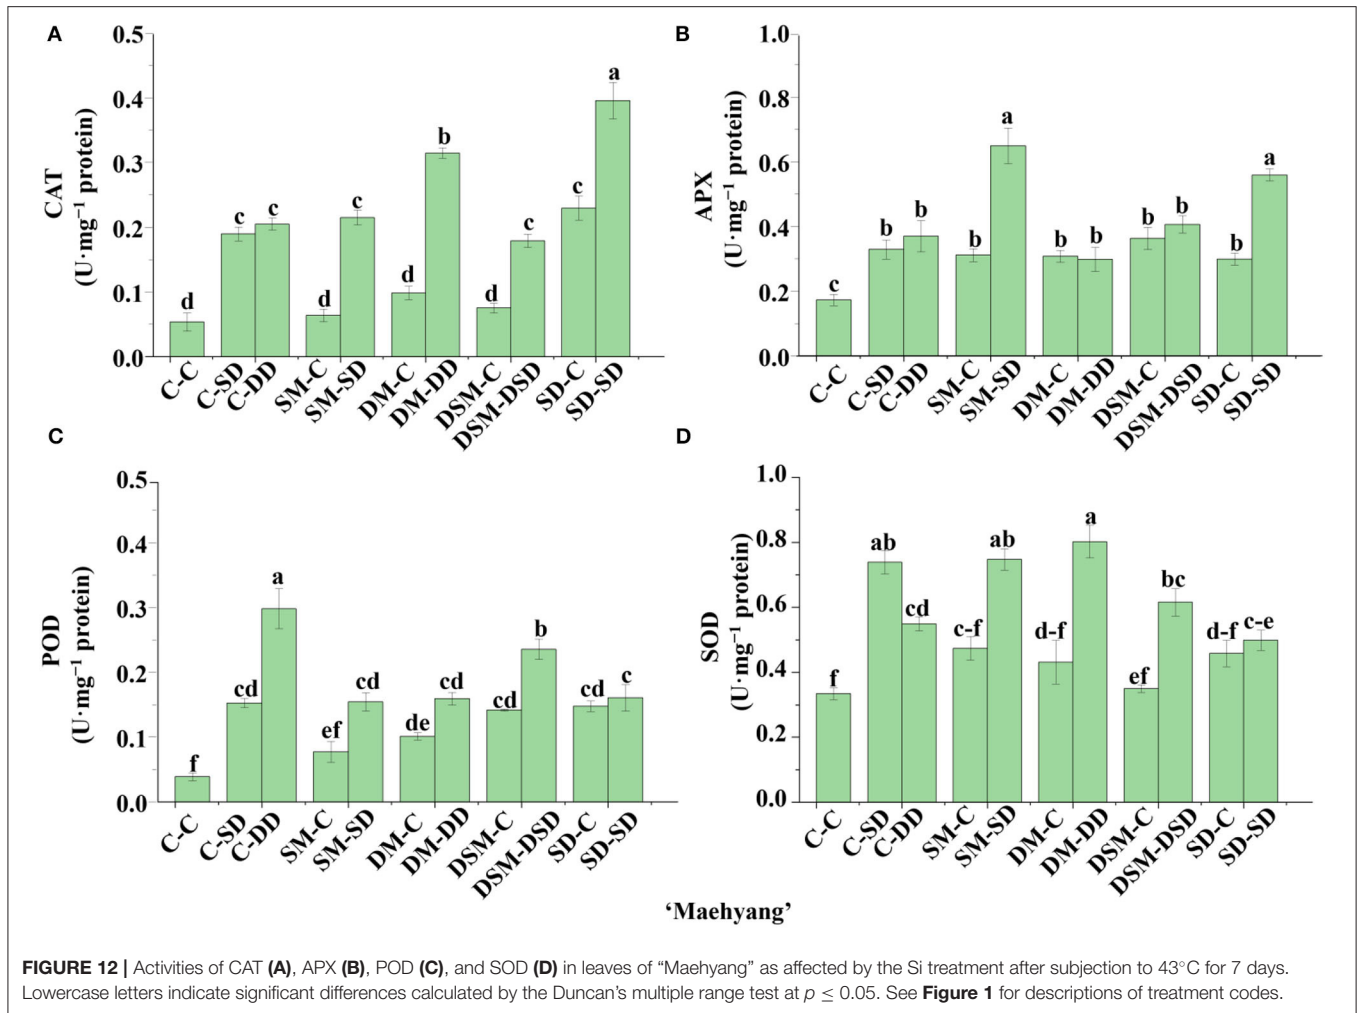 A
0.5
0.4
0.3
0.2
0.1
0.0
CAT
(U·mg⁻¹ protein)
d
c
c
d
c
d
b
d
c
c
a
C-C
C-SD
C-DD
SM-C
SM-SD
DM-C
DM-DD
DSM-C
DSM-DSD
SD-C
SD-SD
B
1.0
0.8
0.6
0.4
0.2
0.0
APX
(U·mg⁻¹ protein)
c
b
b
b
a
b
b
b
b
b
a
C-C
C-SD
C-DD
SM-C
SM-SD
DM-C
DM-DD
DSM-C
DSM-DSD
SD-C
SD-SD
C
0.5
0.4
0.3
0.2
0.1
0.0
POD
(U·mg⁻¹ protein)
f
cd
a
ef
cd
de
cd
cd
b
cd
c
C-C
C-SD
C-DD
SM-C
SM-SD
DM-C
DM-DD
DSM-C
DSM-DSD
SD-C
SD-SD
D
1.0
0.8
0.6
0.4
0.2
0.0
SOD
(U·mg⁻¹ protein)
f
ab
cd
c-f
ab
d-f
a
ef
bc
d-f
c-e
C-C
C-SD
C-DD
SM-C
SM-SD
DM-C
DM-DD
DSM-C
DSM-DSD
SD-C
SD-SD
‘Maehyang’
FIGURE 12 | Activities of CAT (A), APX (B), POD (C), and SOD (D) in leaves of “Maehyang” as affected by the Si treatment after subjection to 43°C for 7 days.
Lowercase letters indicate significant differences calculated by the Duncan’s multiple range test at p ≤ 0.05. See Figure 1 for descriptions of treatment codes.